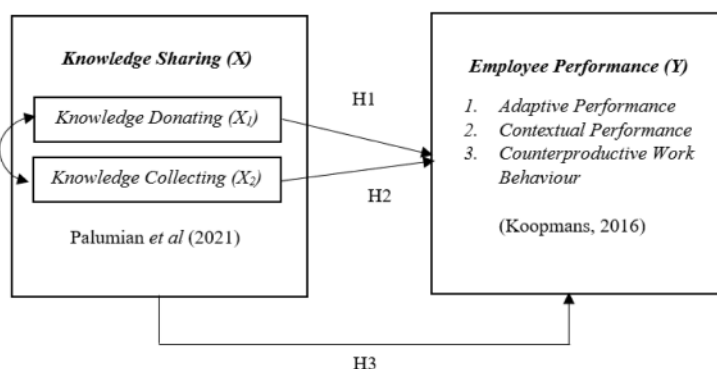 Knowledge Sharing (X)
Knowledge Donating (X1)
Knowledge Collecting (X2)
Palumian et al (2021)
H1
H2
Employee Performance (Y)
1. Adaptive Performance
2. Contextual Performance
3. Counterproductive Work
Behaviour
(Koopmans, 2016)
H3